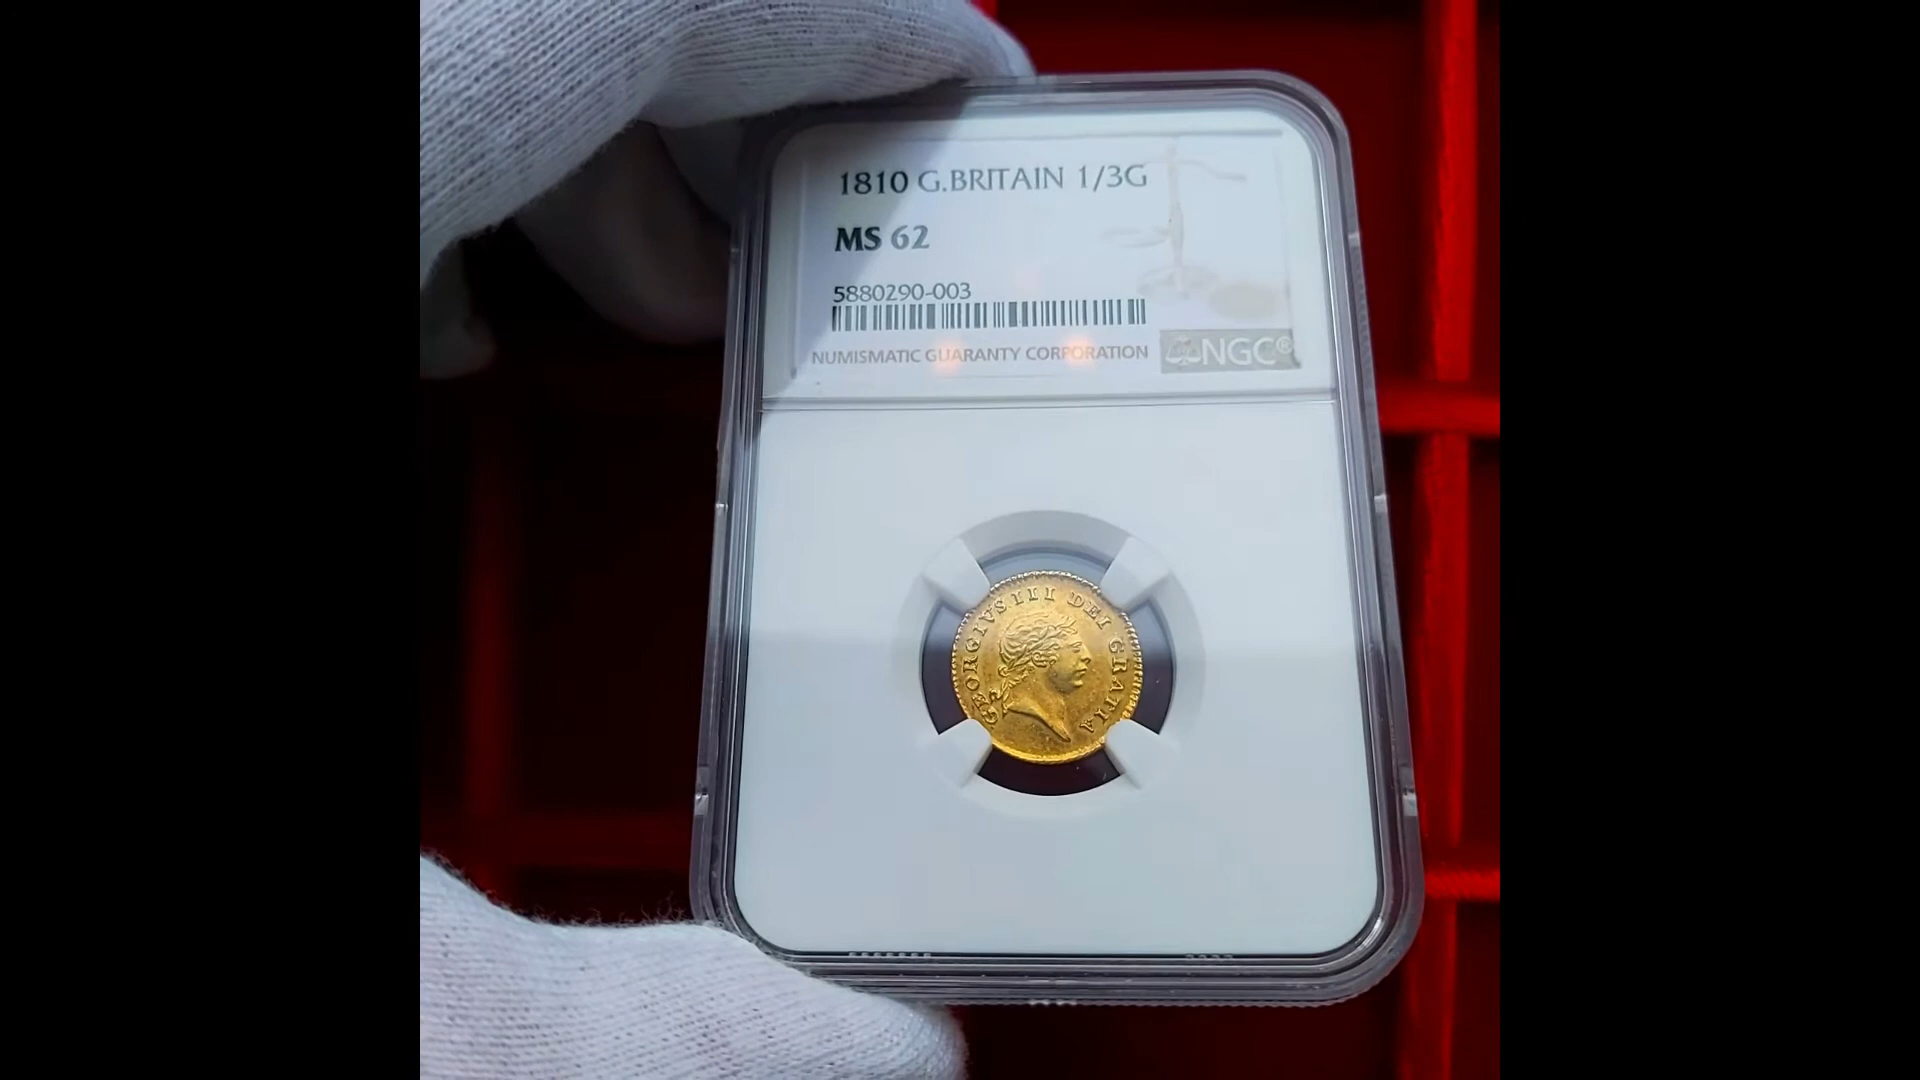 1810 G.BRITAIN 1/3G
MS 62
5880290-003
NUMISMATIC GUARANTY CORPORATION
NGC®
GEORGIVS III DEI GRATIA